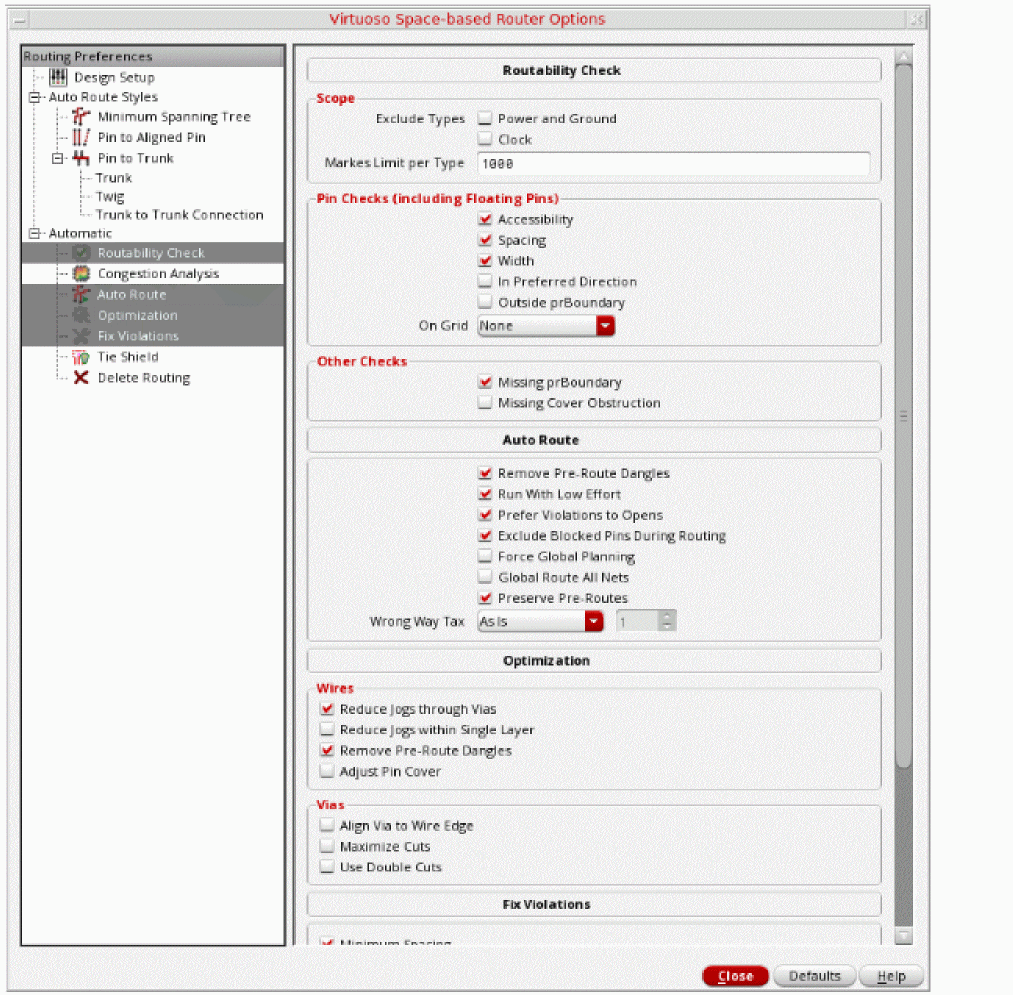 Virtuoso Space-based Router Options
Routing Preferences
Design Setup
Auto Route Styles
Minimum Spanning Tree
Pin to Aligned Pin
Pin to Trunk
Trunk
Twig
Trunk to Trunk Connection
Automatic
Routability Check
Congestion Analysis
Auto Route
Optimization
Fix Violations
Tie Shield
Delete Routing
Routability Check
Scope
Exclude Types Power and Ground
Clock
Markes Limit per Type 1000
Pin Checks (including Floating Pins)
Accessibility
Spacing
Width
In Preferred Direction
Outside prBoundary
On Grid None
Other Checks
Missing prBoundary
Missing Cover Obstruction
Auto Route
Remove Pre-Route Dangles
Run With Low Effort
Prefer Violations to Opens
Exclude Blocked Pins During Routing
Force Global Planning
Global Route All Nets
Preserve Pre-Routes
Wrong Way Tax As Is 1
Optimization
Wires
Reduce Jogs through Vias
Reduce Jogs within Single Layer
Remove Pre-Route Dangles
Adjust Pin Cover
Vias
Align Via to Wire Edge
Maximize Cuts
Use Double Cuts
Fix Violations
Minimum Spacing
Close Defaults Help